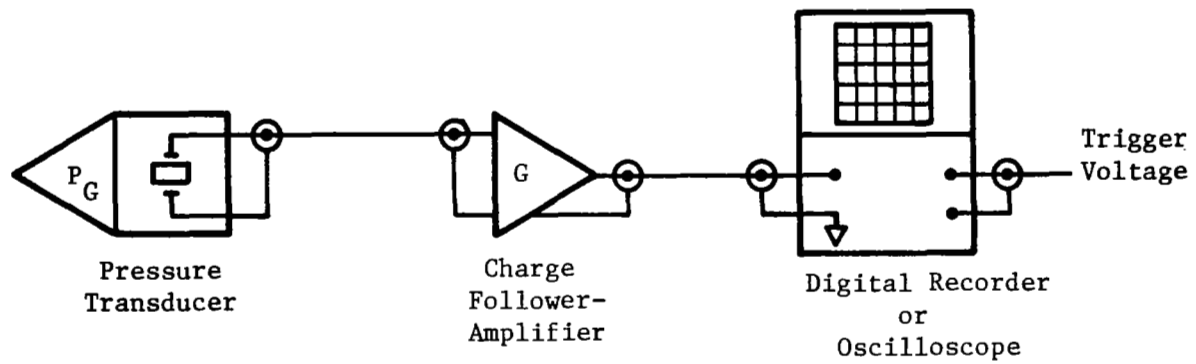 P
G
Pressure
Transducer
G
Charge
Follower-
Amplifier
Digital Recorder
or
Oscilloscope
Trigger
Voltage